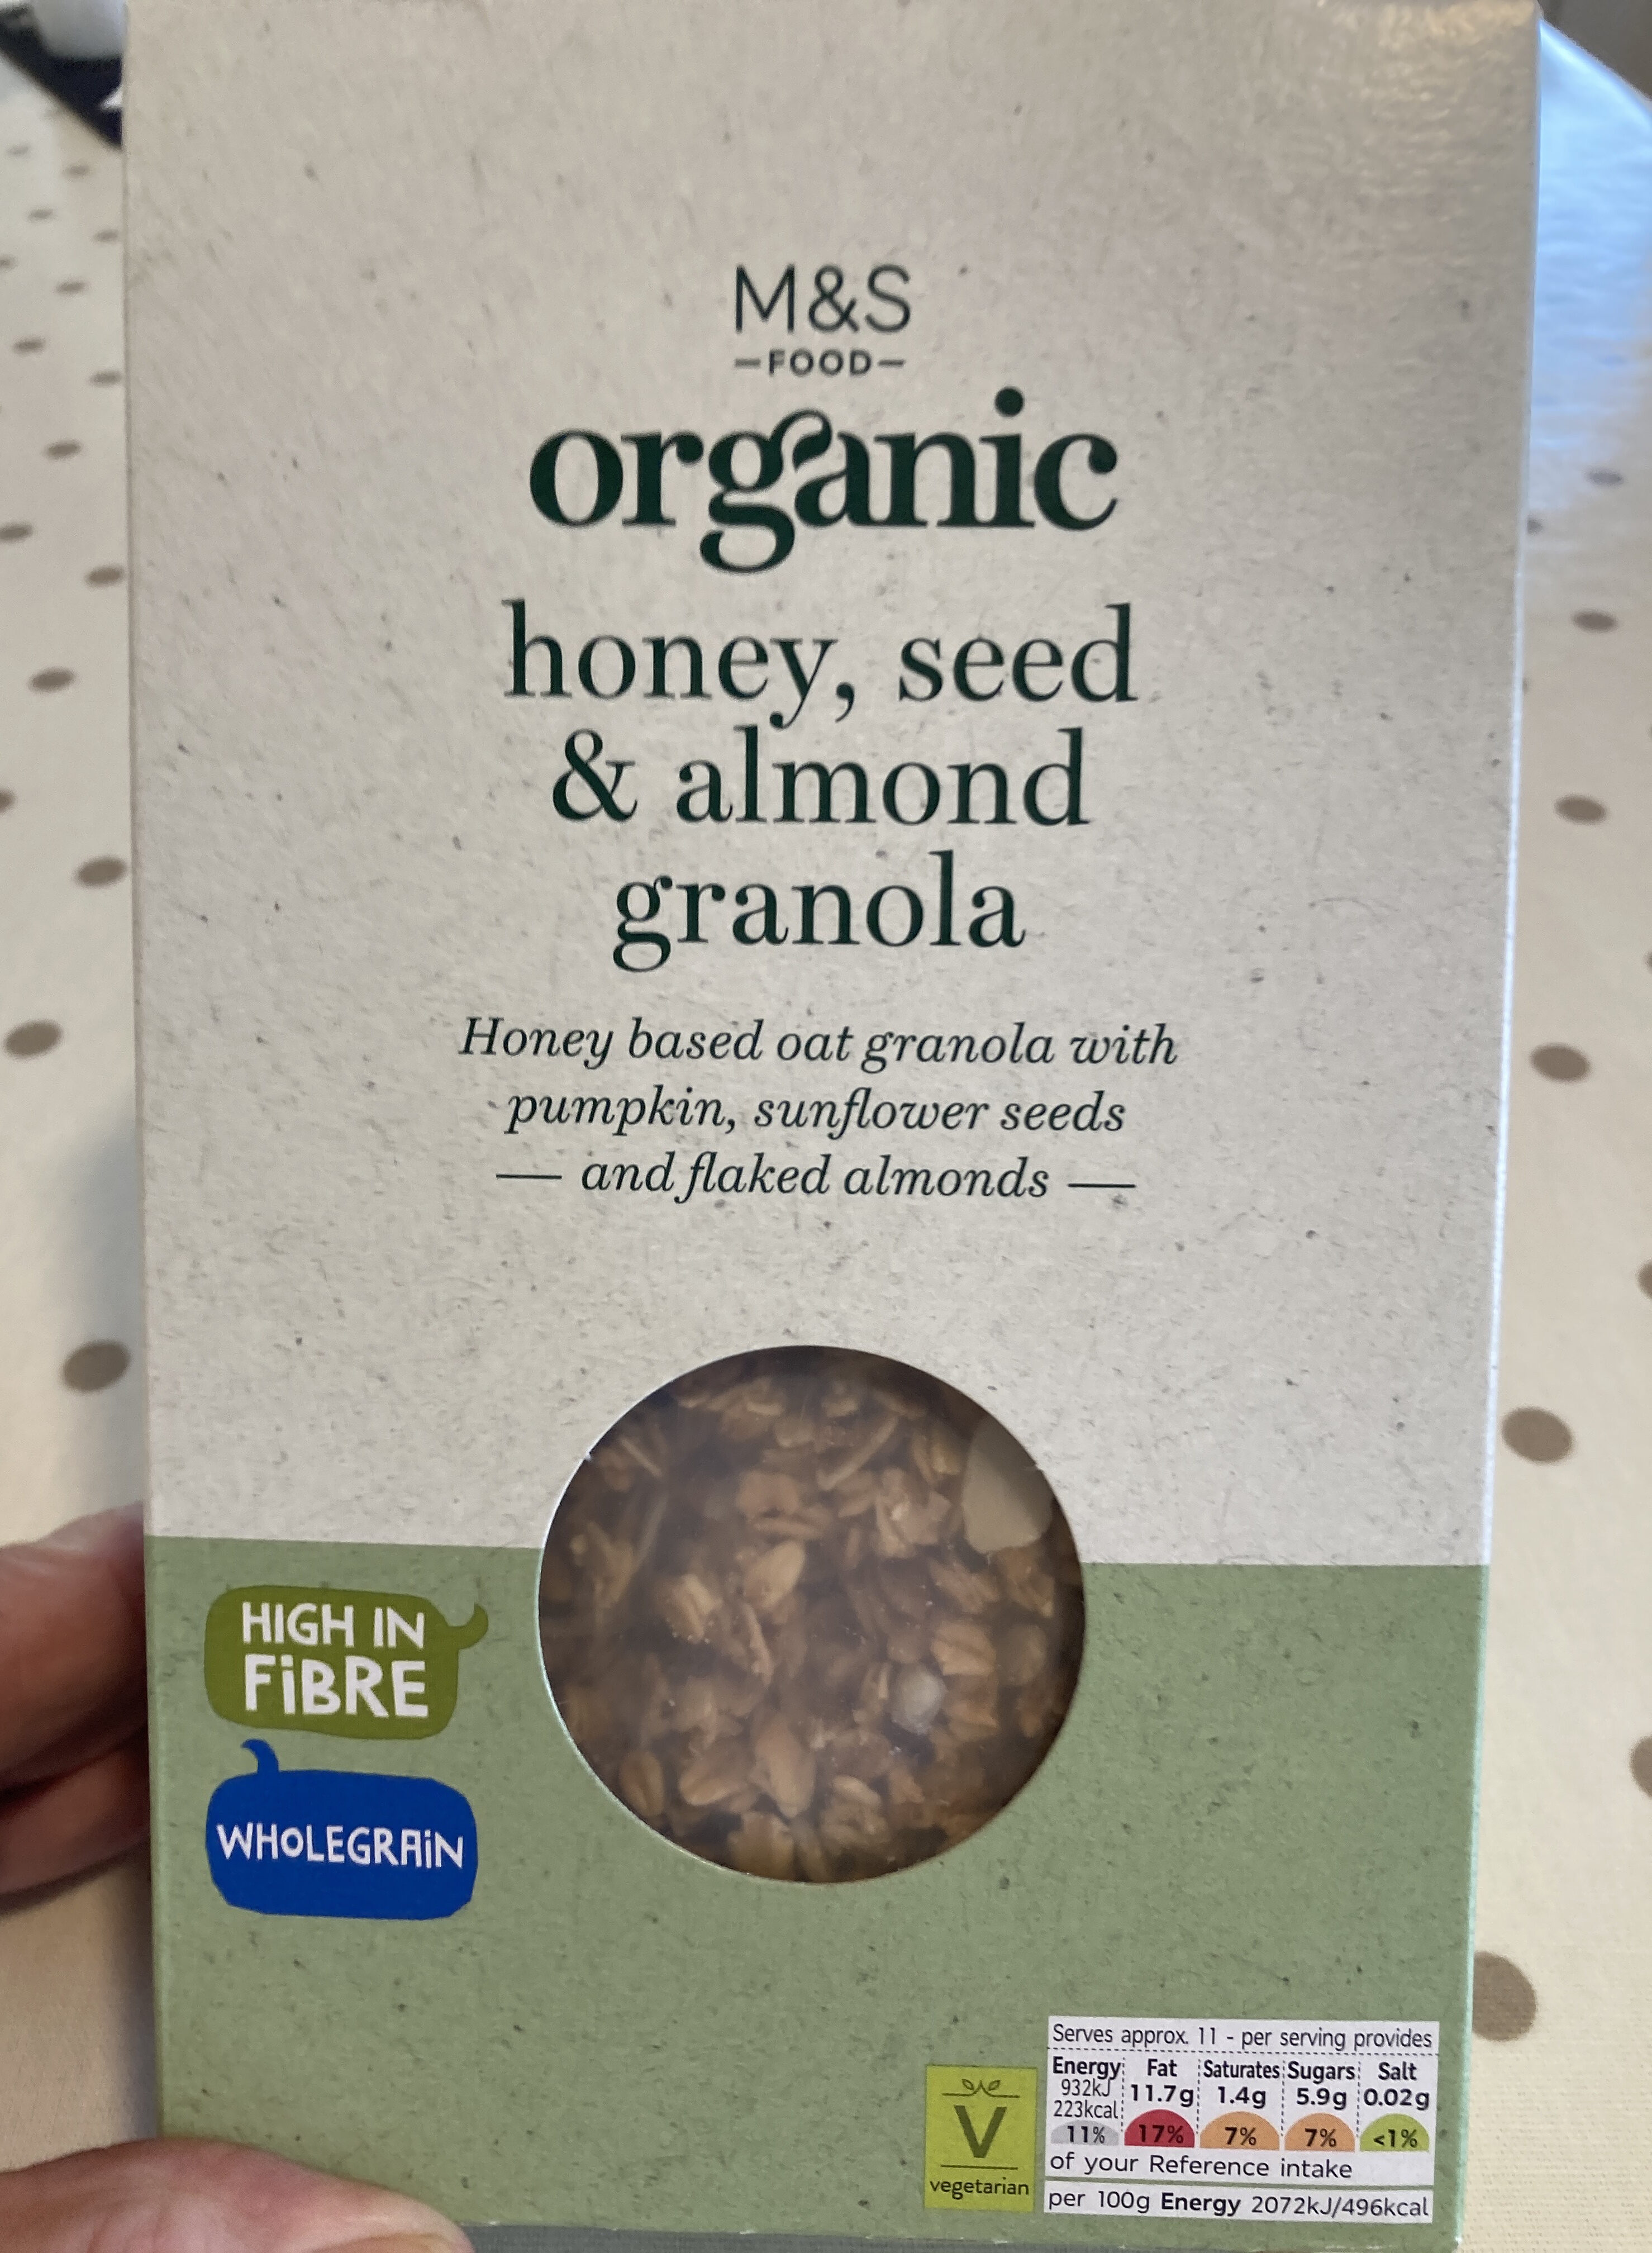 M&S
—FOOD—
organic
honey, seed
& almond
granola
Honey based oat granola with
pumpkin, sunflower seeds
— and flaked almonds —
HIGH IN
FiBRE
WHOLEGRAiN
V
vegetarian
Serves approx. 11 - per serving provides
Energy Fat Saturates Sugars Salt
932kJ 11.7g 1.4g 5.9g 0.02g
223kcal
11% 17% 7% 7% <1%
of your Reference intake
per 100g Energy 2072kJ/496kcal